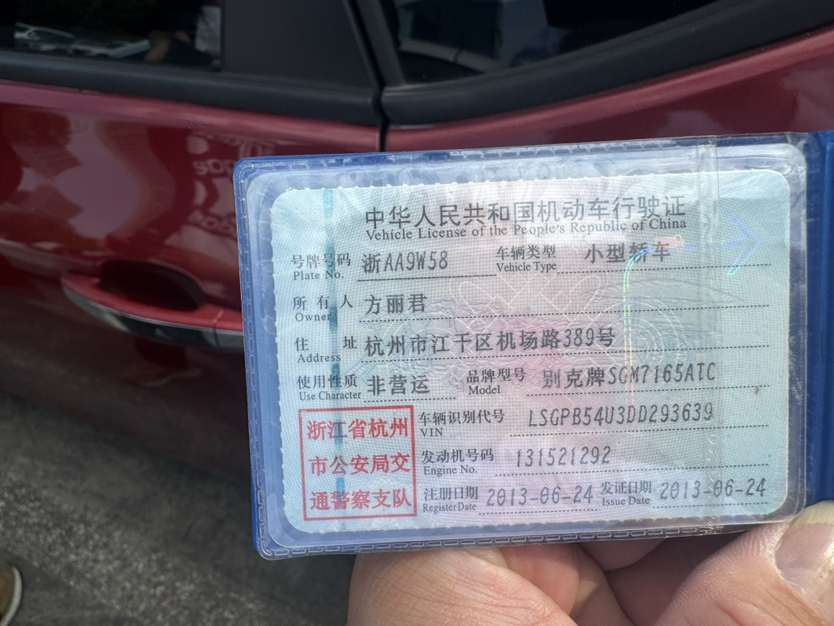 中华人民共和国机动车行驶证
Vehicle License of the People's Republic of China
号牌号码 浙AA9W58 车辆类型 小型轿车
Plate No. Vehicle Type
所有人 方丽君
Owner
住址 杭州市江干区机场路389号
Address
使用性质 非营运 品牌型号 别克牌SGM7165ATC
Use Character Model
浙江省杭州
市公安局交
通警察支队
车辆识别代号 LSGPB54U3DD293639
VIN
发动机号码 131521292
Engine No.
注册日期 2013-06-24 发证日期 2013-06-24
Register Date Issue Date